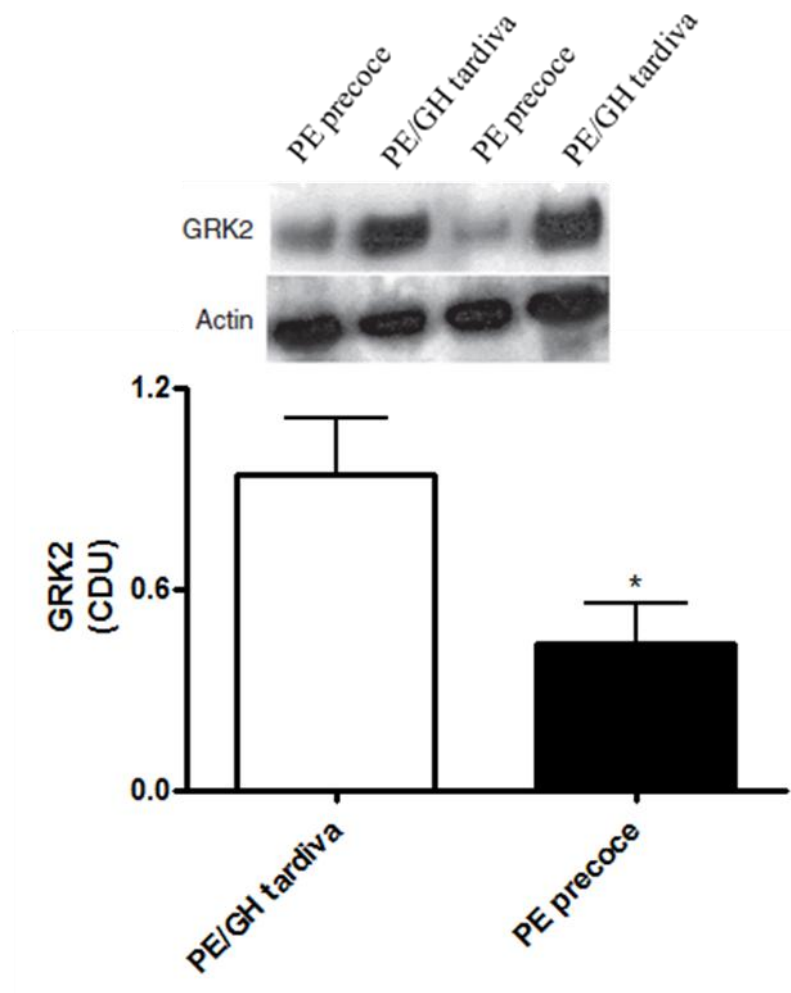 PE precoce
PE/GH tardiva
PE precoce
PE/GH tardiva
GRK2
Actin
1.2
0.6
0.0
GRK2
(CDU)
*
PE/GH tardiva
PE precoce